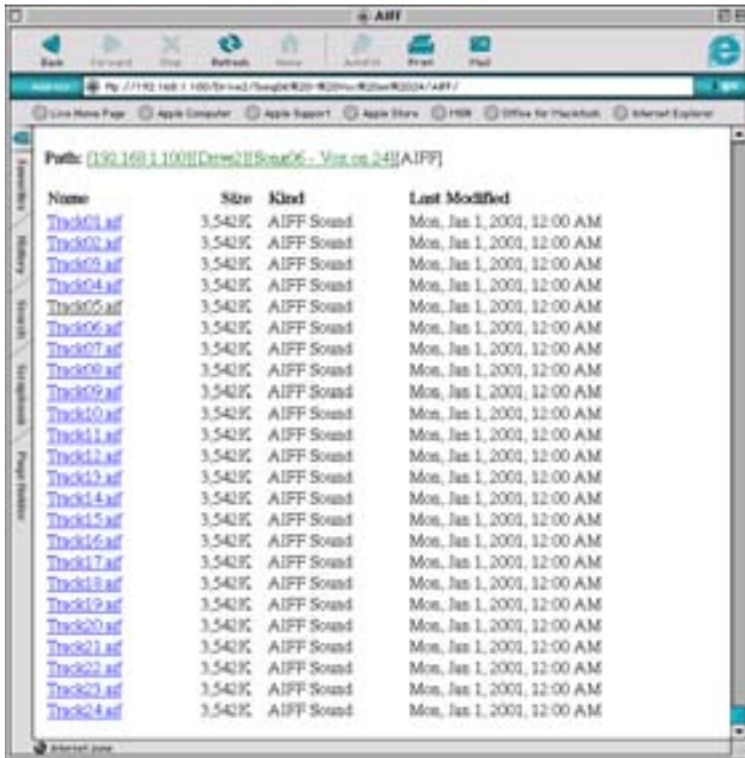 AIFF
Back Forward Stop Refresh Home AutoFill Print Mail
Address: ftp://192.168.1.100/Drive2/Song06%20-%20Vox%20on%2024/AIFF/
Live Home Page Apple Computer Apple Support Apple Store MSN Office for Macintosh Internet Explorer
Favorites
History
Search
Scrapbook
Page Holder
Path: [192.168.1.100][Drive2][Song06 - Vox on 24][AIFF]
Name Size Kind Last Modified
Track01.aif 3,542K AIFF Sound Mon, Jan 1, 2001, 12:00 AM
Track02.aif 3,542K AIFF Sound Mon, Jan 1, 2001, 12:00 AM
Track03.aif 3,542K AIFF Sound Mon, Jan 1, 2001, 12:00 AM
Track04.aif 3,542K AIFF Sound Mon, Jan 1, 2001, 12:00 AM
Track05.aif 3,542K AIFF Sound Mon, Jan 1, 2001, 12:00 AM
Track06.aif 3,542K AIFF Sound Mon, Jan 1, 2001, 12:00 AM
Track07.aif 3,542K AIFF Sound Mon, Jan 1, 2001, 12:00 AM
Track08.aif 3,542K AIFF Sound Mon, Jan 1, 2001, 12:00 AM
Track09.aif 3,542K AIFF Sound Mon, Jan 1, 2001, 12:00 AM
Track10.aif 3,542K AIFF Sound Mon, Jan 1, 2001, 12:00 AM
Track11.aif 3,542K AIFF Sound Mon, Jan 1, 2001, 12:00 AM
Track12.aif 3,542K AIFF Sound Mon, Jan 1, 2001, 12:00 AM
Track13.aif 3,542K AIFF Sound Mon, Jan 1, 2001, 12:00 AM
Track14.aif 3,542K AIFF Sound Mon, Jan 1, 2001, 12:00 AM
Track15.aif 3,542K AIFF Sound Mon, Jan 1, 2001, 12:00 AM
Track16.aif 3,542K AIFF Sound Mon, Jan 1, 2001, 12:00 AM
Track17.aif 3,542K AIFF Sound Mon, Jan 1, 2001, 12:00 AM
Track18.aif 3,542K AIFF Sound Mon, Jan 1, 2001, 12:00 AM
Track19.aif 3,542K AIFF Sound Mon, Jan 1, 2001, 12:00 AM
Track20.aif 3,542K AIFF Sound Mon, Jan 1, 2001, 12:00 AM
Track21.aif 3,542K AIFF Sound Mon, Jan 1, 2001, 12:00 AM
Track22.aif 3,542K AIFF Sound Mon, Jan 1, 2001, 12:00 AM
Track23.aif 3,542K AIFF Sound Mon, Jan 1, 2001, 12:00 AM
Track24.aif 3,542K AIFF Sound Mon, Jan 1, 2001, 12:00 AM
Internet zone